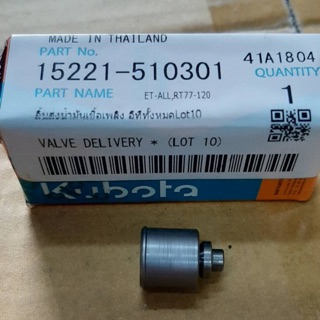 MADE IN THAILAND
PART No.
41A1804
15221-510301
QUANTITY
PART NAME
ET-ALL,RT77-120
1
ลิ้นส่งน้ำมันเชื้อเพลิง อีทีทั้งหมดLot10
VALVE DELIVERY * (LOT 10)
Kubota